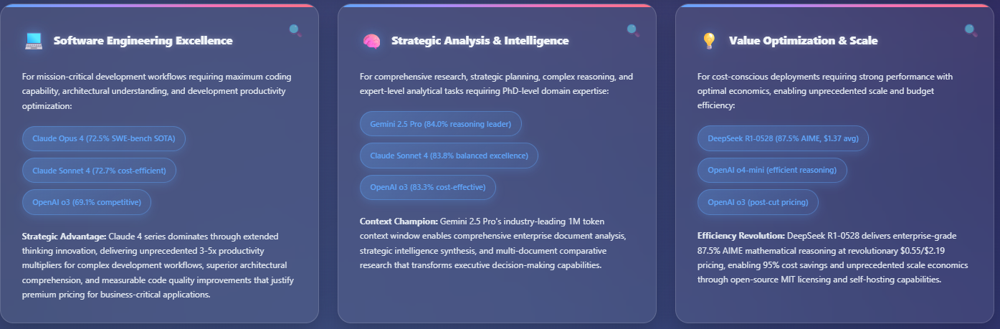 Software Engineering Excellence
For mission-critical development workflows requiring maximum coding
capability, architectural understanding, and development productivity
optimization:
Claude Opus 4 (72.5% SWE-bench SOTA)
Claude Sonnet 4 (72.7% cost-efficient)
OpenAI o3 (69.1% competitive)
Strategic Advantage: Claude 4 series dominates through extended
thinking innovation, delivering unprecedented 3-5x productivity
multipliers for complex development workflows, superior architectural
comprehension, and measurable code quality improvements that justify
premium pricing for business-critical applications.
Strategic Analysis & Intelligence
For comprehensive research, strategic planning, complex reasoning, and
expert-level analytical tasks requiring PhD-level domain expertise:
Gemini 2.5 Pro (84.0% reasoning leader)
Claude Sonnet 4 (83.8% balanced excellence)
OpenAI o3 (83.3% cost-effective)
Context Champion: Gemini 2.5 Pro's industry-leading 1M token
context window enables comprehensive enterprise document analysis,
strategic intelligence synthesis, and multi-document comparative
research that transforms executive decision-making capabilities.
Value Optimization & Scale
For cost-conscious deployments requiring strong performance with
optimal economics, enabling unprecedented scale and budget
efficiency:
DeepSeek R1-0528 (87.5% AIME, $1.37 avg)
OpenAI o4-mini (efficient reasoning)
OpenAI o3 (post-cut pricing)
Efficiency Revolution: DeepSeek R1-0528 delivers enterprise-grade
87.5% AIME mathematical reasoning at revolutionary $0.55/$2.19
pricing, enabling 95% cost savings and unprecedented scale economics
through open-source MIT licensing and self-hosting capabilities.